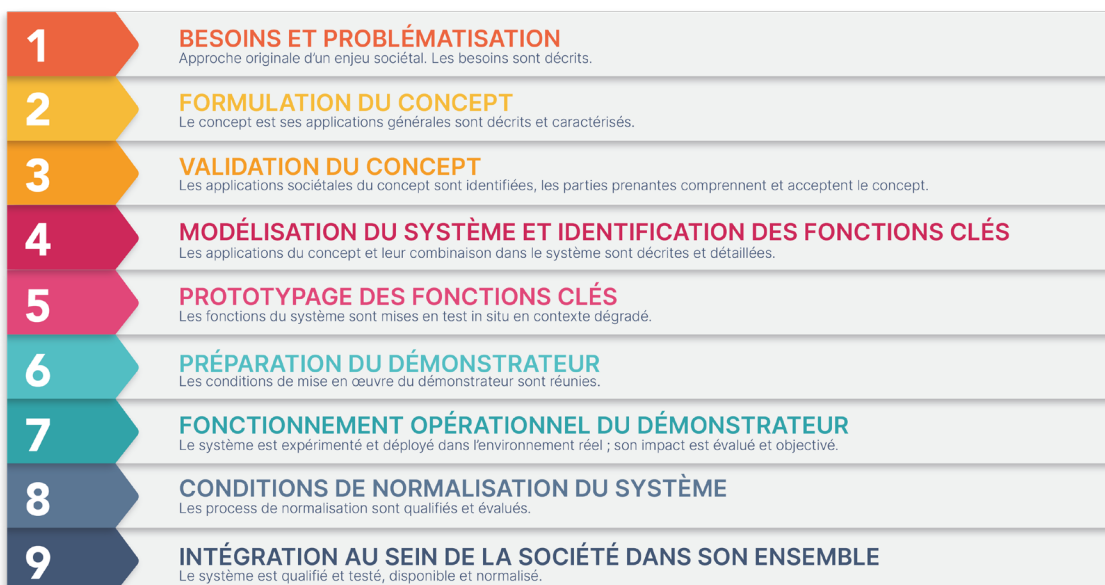 1
BESOINS ET PROBLÉMATISATION
Approche originale d'un enjeu sociétal. Les besoins sont décrits.
2
FORMULATION DU CONCEPT
Le concept est ses applications générales sont décrits et caractérisés.
3
VALIDATION DU CONCEPT
Les applications sociétales du concept sont identifiées, les parties prenantes comprennent et acceptent le concept.
4
MODÉLISATION DU SYSTÈME ET IDENTIFICATION DES FONCTIONS CLÉS
Les applications du concept et leur combinaison dans le système sont décrites et détaillées.
5
PROTOTYPAGE DES FONCTIONS CLÉS
Les fonctions du système sont mises en test in situ en contexte dégradé.
6
PRÉPARATION DU DÉMONSTRATEUR
Les conditions de mise en œuvre du démonstrateur sont réunies.
7
FONCTIONNEMENT OPÉRATIONNEL DU DÉMONSTRATEUR
Le système est expérimenté et déployé dans l'environnement réel ; son impact est évalué et objectivé.
8
CONDITIONS DE NORMALISATION DU SYSTÈME
Les process de normalisation sont qualifiés et évalués.
9
INTÉGRATION AU SEIN DE LA SOCIÉTÉ DANS SON ENSEMBLE
Le système est qualifié et testé, disponible et normalisé.